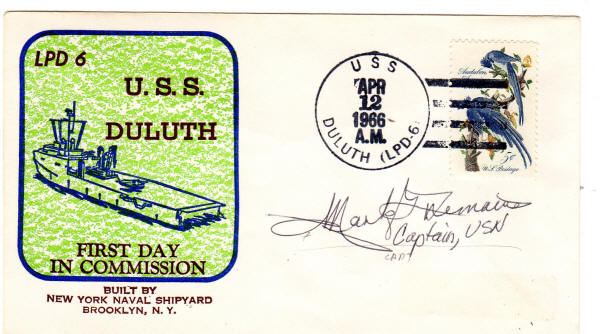 LPD 6
U. S. S.
DULUTH
FIRST DAY
IN COMMISSION
BUILT BY
NEW YORK NAVAL SHIPYARD
BROOKLYN, N. Y.
USS
APR
12
1966
A.M.
DULUTH (LPD-6)
Audubon
5c
U.S. Postage
Captain, USN
CAPT